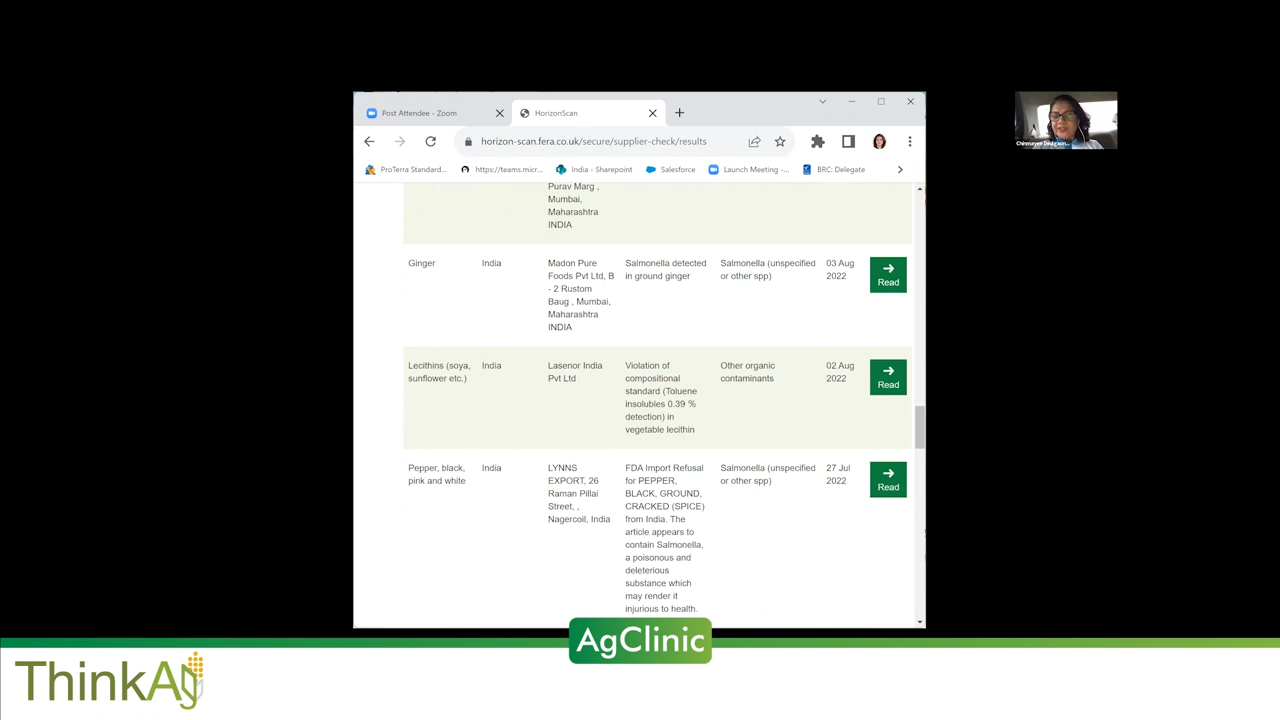 Post Attendee - Zoom
HorizonScan
horizon-scan.fera.co.uk/secure/supplier-check/results
ProTerra Standard...
https://teams.micr...
India - Sharepoint
Salesforce
Launch Meeting -...
BRC: Delegate
Purav Marg ,
Mumbai,
Maharashtra
INDIA
Ginger
India
Madon Pure
Foods Pvt Ltd, B
- 2 Rustom
Baug , Mumbai,
Maharashtra
INDIA
Salmonella detected
in ground ginger
Salmonella (unspecified
or other spp)
03 Aug
2022
Read
Lecithins (soya,
sunflower etc.)
India
Lasenor India
Pvt Ltd
Violation of
compositional
standard (Toluene
insolubles 0.39 %
detection) in
vegetable lecithin
Other organic
contaminants
02 Aug
2022
Read
Pepper, black,
pink and white
India
LYNNS
EXPORT, 26
Raman Pillai
Street, ,
Nagercoil, India
FDA Import Refusal
for PEPPER,
BLACK, GROUND,
CRACKED (SPICE)
from India. The
article appears to
contain Salmonella,
a poisonous and
deleterious
substance which
may render it
injurious to health.
Salmonella (unspecified
or other spp)
27 Jul
2022
Read
AgClinic
ThinkAg